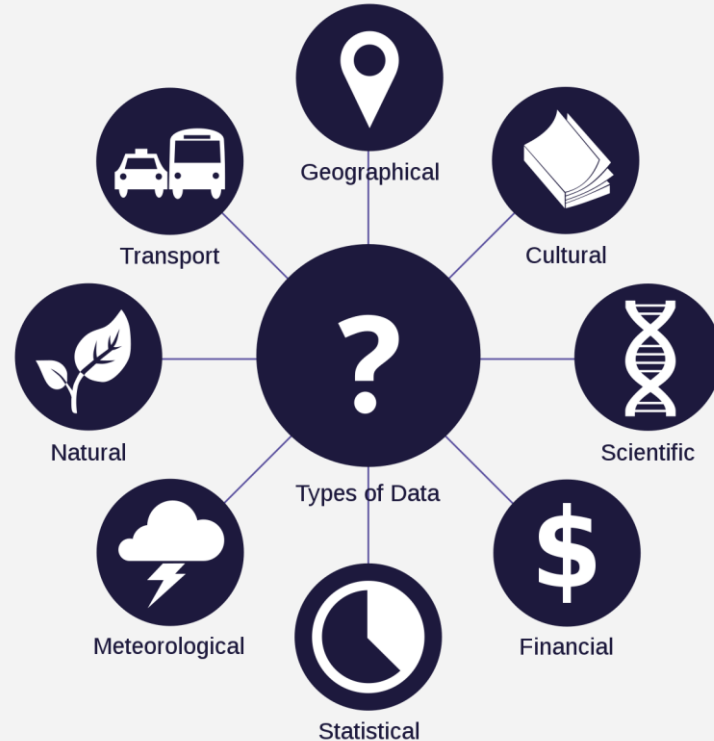 Geographical
Transport
Cultural
?
Natural
Scientific
Types of Data
$
Meteorological
Financial
Statistical